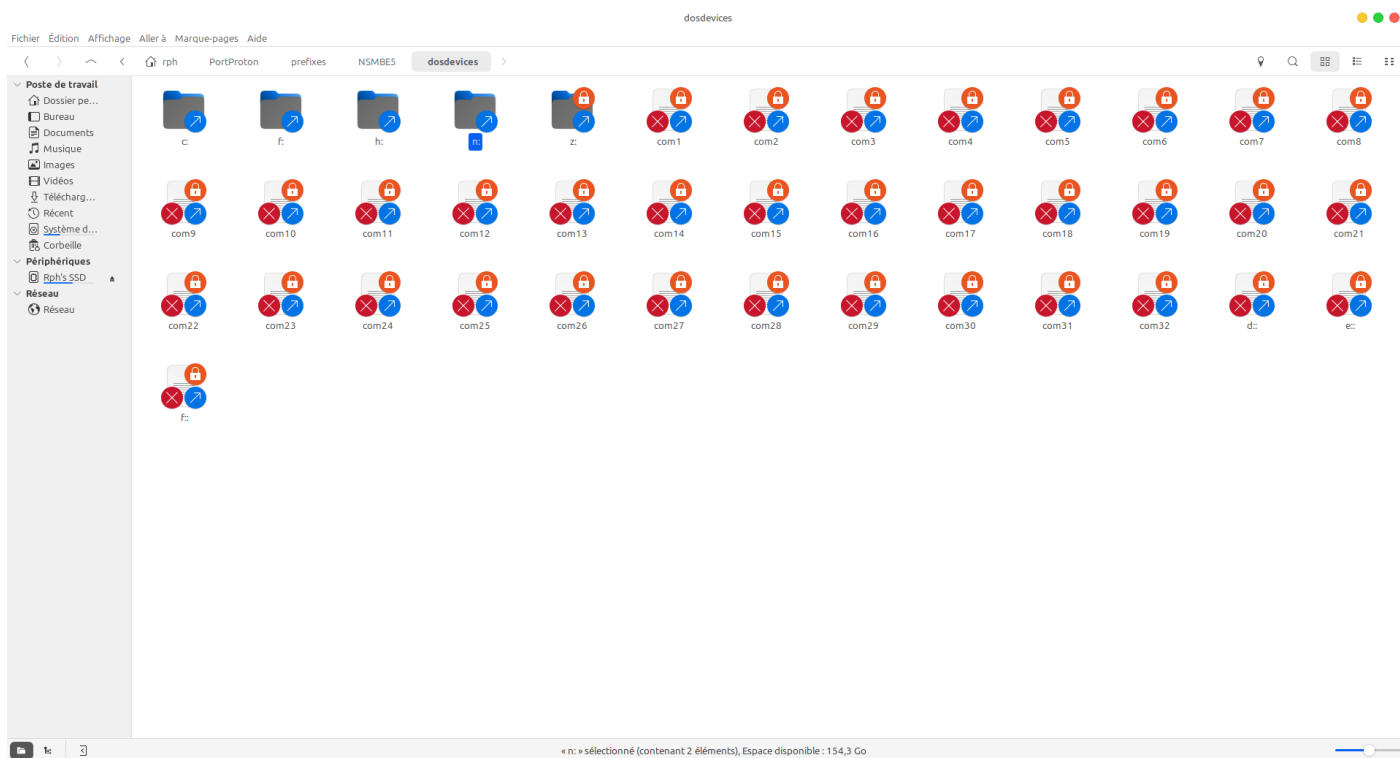 dosdevices
Fichier Édition Affichage Aller à Marque-pages Aide
rph PortProton prefixes NSMBE5 dosdevices
Poste de travail
Dossier pe...
Bureau
Documents
Musique
Images
Vidéos
Télécharg...
Récent
Système d...
Corbeille
Périphériques
Rph's SSD
Réseau
Réseau
c: f: h: n: z: com1 com2 com3 com4 com5 com6 com7 com8
com9 com10 com11 com12 com13 com14 com15 com16 com17 com18 com19 com20 com21
com22 com23 com24 com25 com26 com27 com28 com29 com30 com31 com32 d:: e::
f::
« n: » sélectionné (contenant 2 éléments), Espace disponible : 154,3 Go